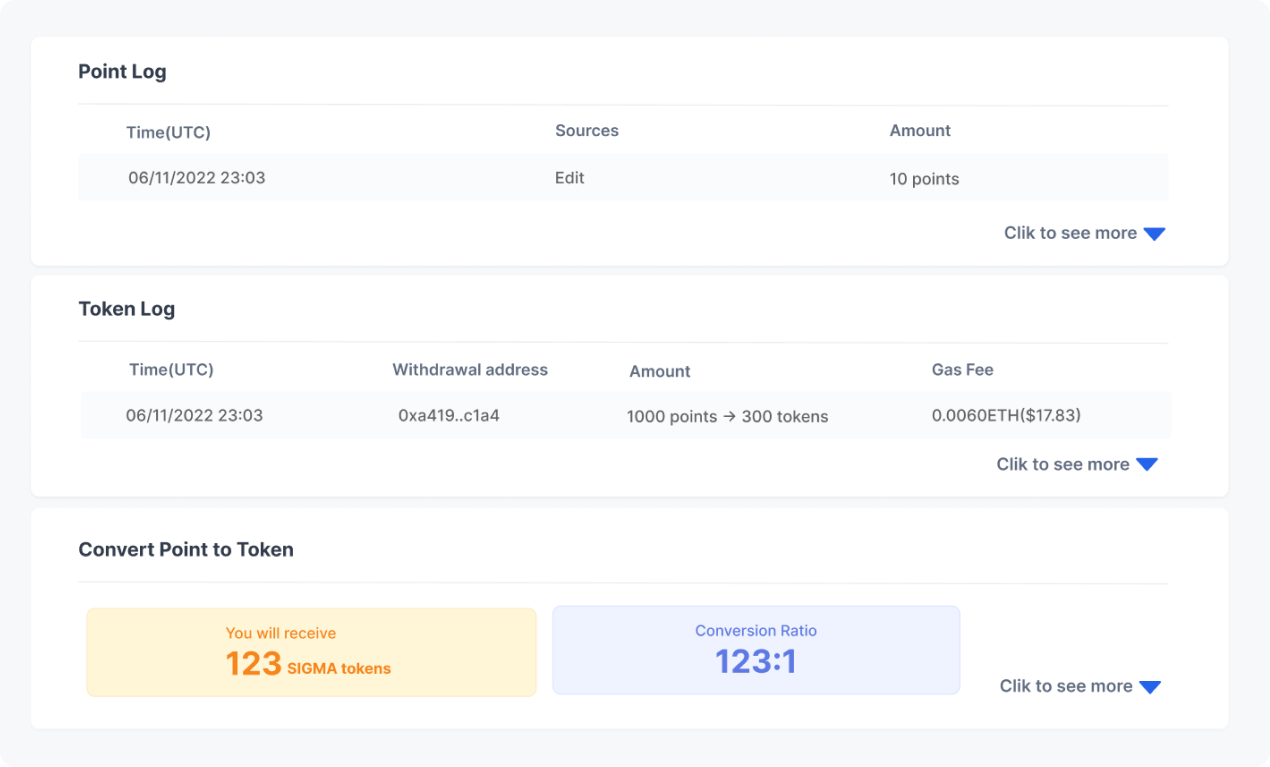 Point Log
Time(UTC) Sources Amount
06/11/2022 23:03 Edit 10 points
Clik to see more
Token Log
Time(UTC) Withdrawal address Amount Gas Fee
06/11/2022 23:03 0xa419..c1a4 1000 points → 300 tokens 0.0060ETH($17.83)
Clik to see more
Convert Point to Token
You will receive
123 SIGMA tokens
Conversion Ratio
123:1
Clik to see more